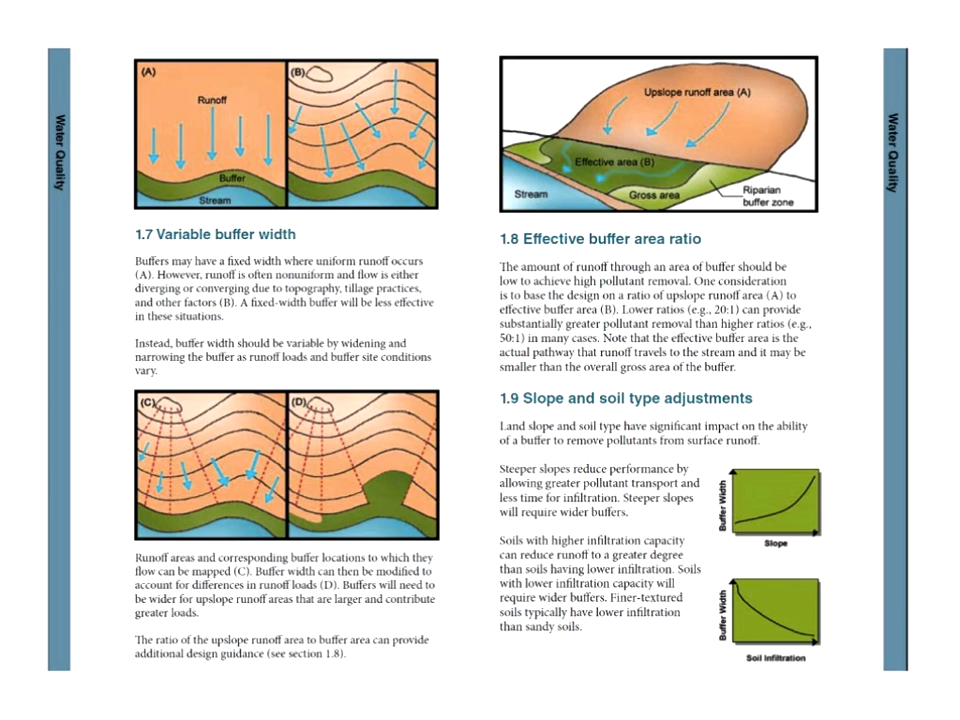 Water Quality
(A)
Runoff
Buffer
Stream
(B)
1.7 Variable buffer width
Buffers may have a fixed width where uniform runoff occurs
(A). However, runoff is often nonuniform and flow is either
diverging or converging due to topography, tillage practices,
and other factors (B). A fixed-width buffer will be less effective
in these situations.
Instead, buffer width should be variable by widening and
narrowing the buffer as runoff loads and buffer site conditions
vary.
(C)
(D)
Runoff areas and corresponding buffer locations to which they
flow can be mapped (C). Buffer width can then be modified to
account for differences in runoff loads (D). Buffers will need to
be wider for upslope runoff areas that are larger and contribute
greater loads.
The ratio of the upslope runoff area to buffer area can provide
additional design guidance (see section 1.8).
Upslope runoff area (A)
Effective area (B)
Stream
Gross area
Riparian
buffer zone
1.8 Effective buffer area ratio
The amount of runoff through an area of buffer should be
low to achieve high pollutant removal. One consideration
is to base the design on a ratio of upslope runoff area (A) to
effective buffer area (B). Lower ratios (e.g., 20:1) can provide
substantially greater pollutant removal than higher ratios (e.g.,
50:1) in many cases. Note that the effective buffer area is the
actual pathway that runoff travels to the stream and it may be
smaller than the overall gross area of the buffer.
1.9 Slope and soil type adjustments
Land slope and soil type have significant impact on the ability
of a buffer to remove pollutants from surface runoff.
Steeper slopes reduce performance by
allowing greater pollutant transport and
less time for infiltration. Steeper slopes
will require wider buffers.
Buffer Width
Slope
Soils with higher infiltration capacity
can reduce runoff to a greater degree
than soils having lower infiltration. Soils
with lower infiltration capacity will
require wider buffers. Finer-textured
soils typically have lower infiltration
than sandy soils.
Buffer Width
Soil Infiltration
Water Quality